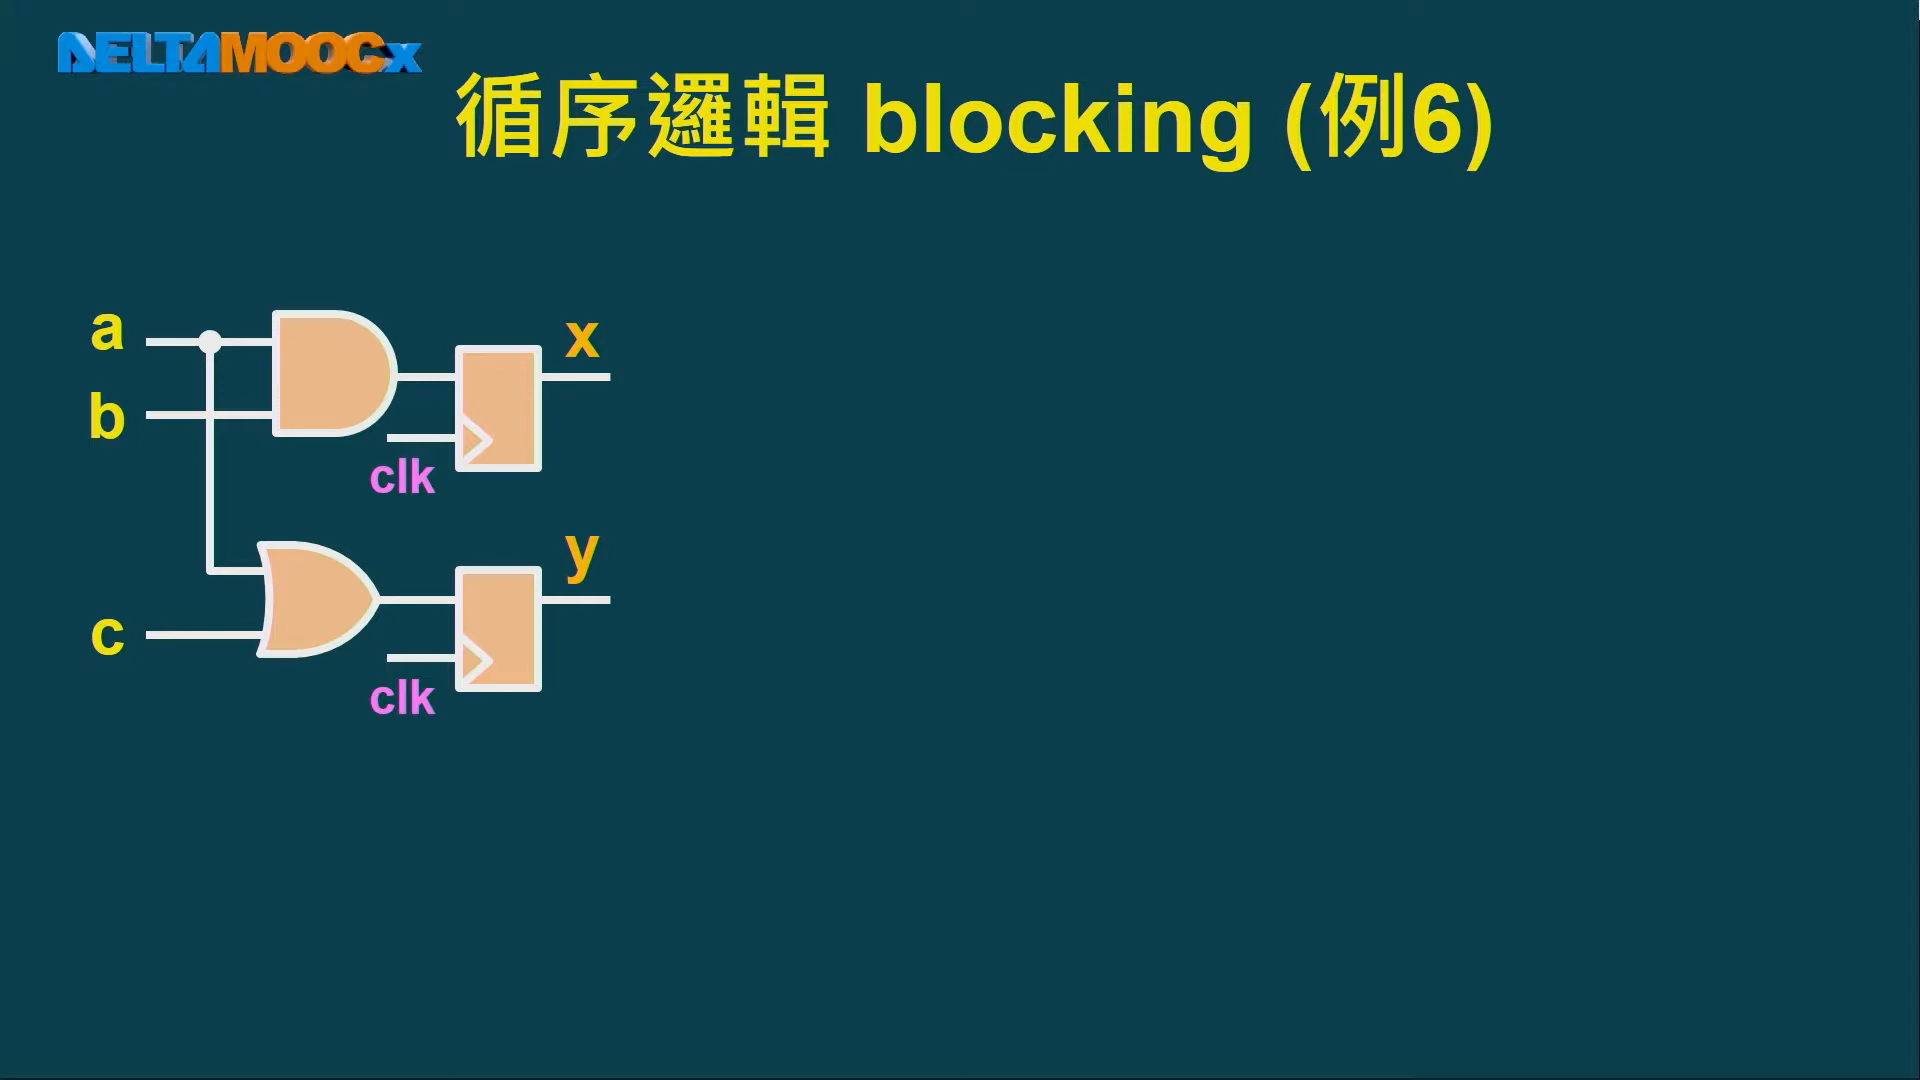 DELTAMOOCx
循序邏輯 blocking (例6)
a
x
b
clk
y
c
clk